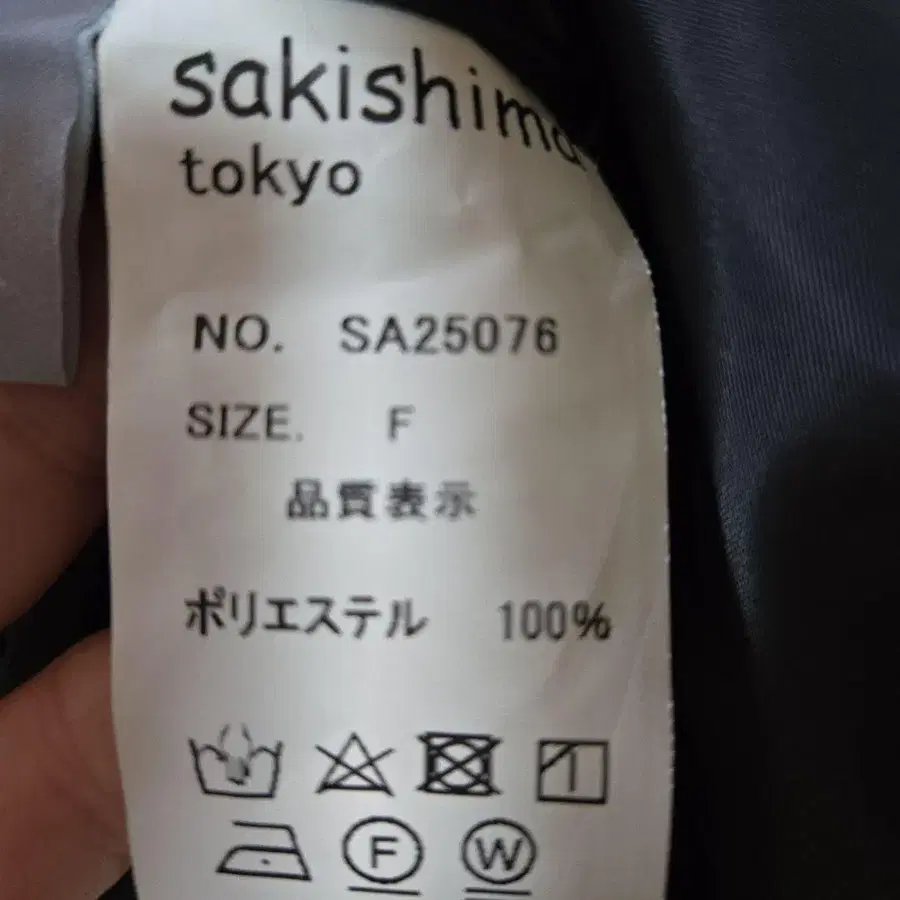 sakishima
tokyo
NO. SA25076
SIZE. F
品質表示
ポリエステル 100%
F W